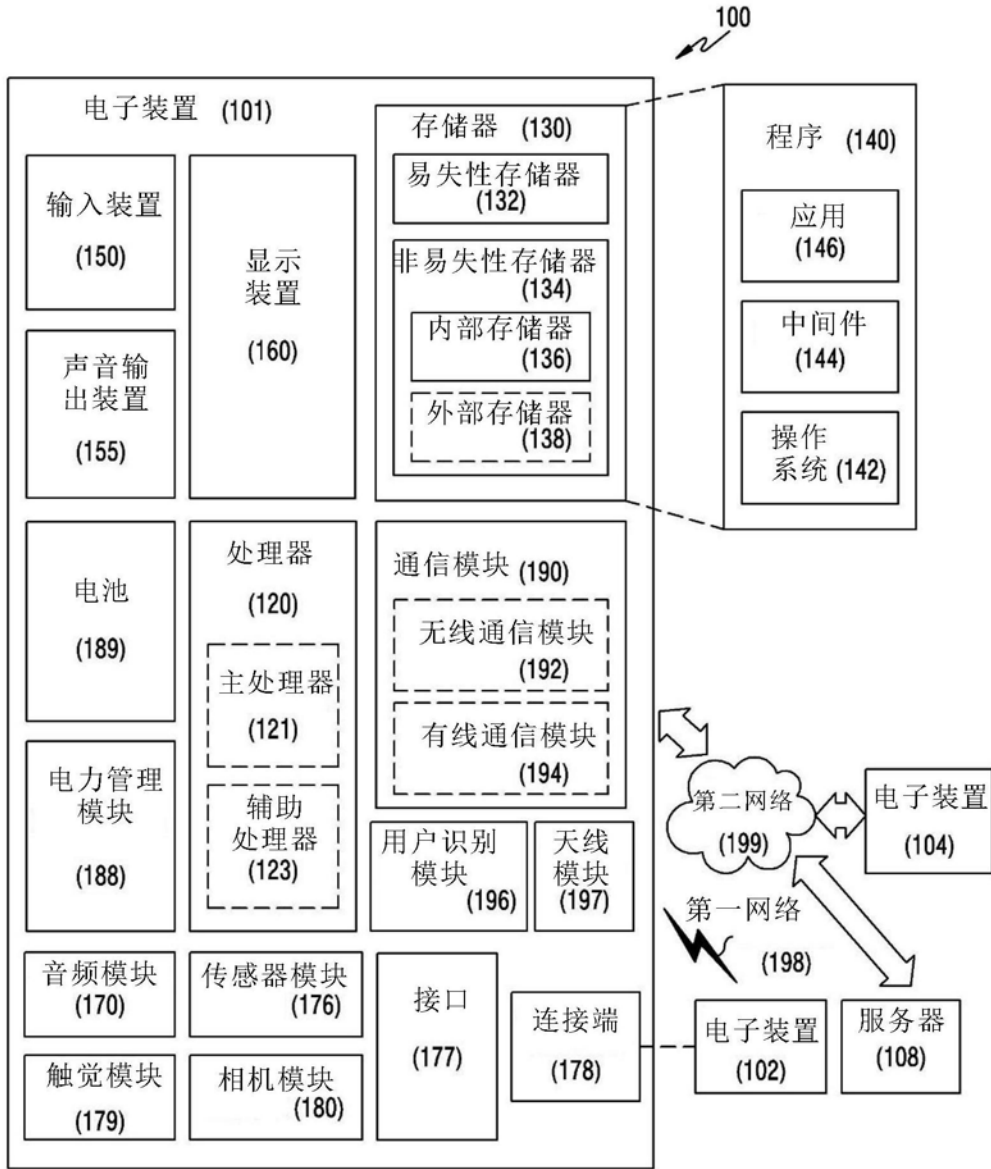 100
电子装置 (101)
输入装置
(150)
声音输
出装置
(155)
显示
装置
(160)
存储器 (130)
易失性存储器
(132)
非易失性存储器
(134)
内部存储器
(136)
外部存储器
(138)
程序 (140)
应用
(146)
中间件
(144)
操作
系统 (142)
电池
(189)
电力管理
模块
(188)
处理器
(120)
主处理器
(121)
辅助
处理器
(123)
通信模块 (190)
无线通信模块
(192)
有线通信模块
(194)
用户识别
模块
(196)
天线
模块
(197)
第二网络
(199)
电子装置
(104)
第一网络
(198)
音频模块
(170)
传感器模块
(176)
接口
(177)
连接端
(178)
电子装置
(102)
服务器
(108)
触觉模块
(179)
相机模块
(180)